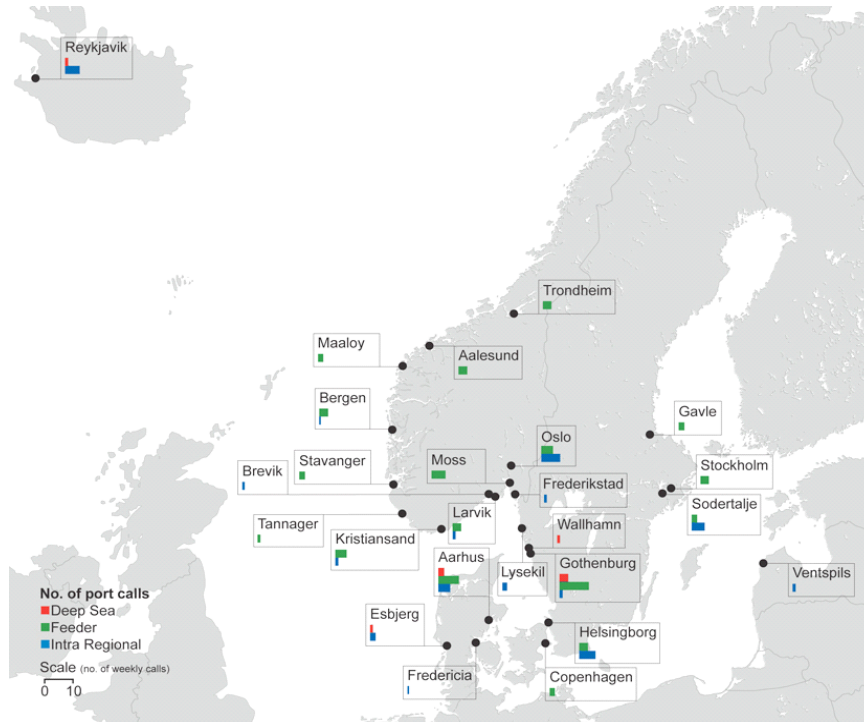 Reykjavik
Trondheim
Maaloy
Aalesund
Bergen
Gavle
Oslo
Stavanger
Moss
Stockholm
Brevik
Frederikstad
Sodertalje
Larvik
Tannager
Wallhamn
Kristiansand
Aarhus
Lysekil
Gothenburg
Ventspils
No. of port calls
Deep Sea
Feeder
Intra Regional
Scale (no. of weekly calls)
0 10
Esbjerg
Helsingborg
Fredericia
Copenhagen